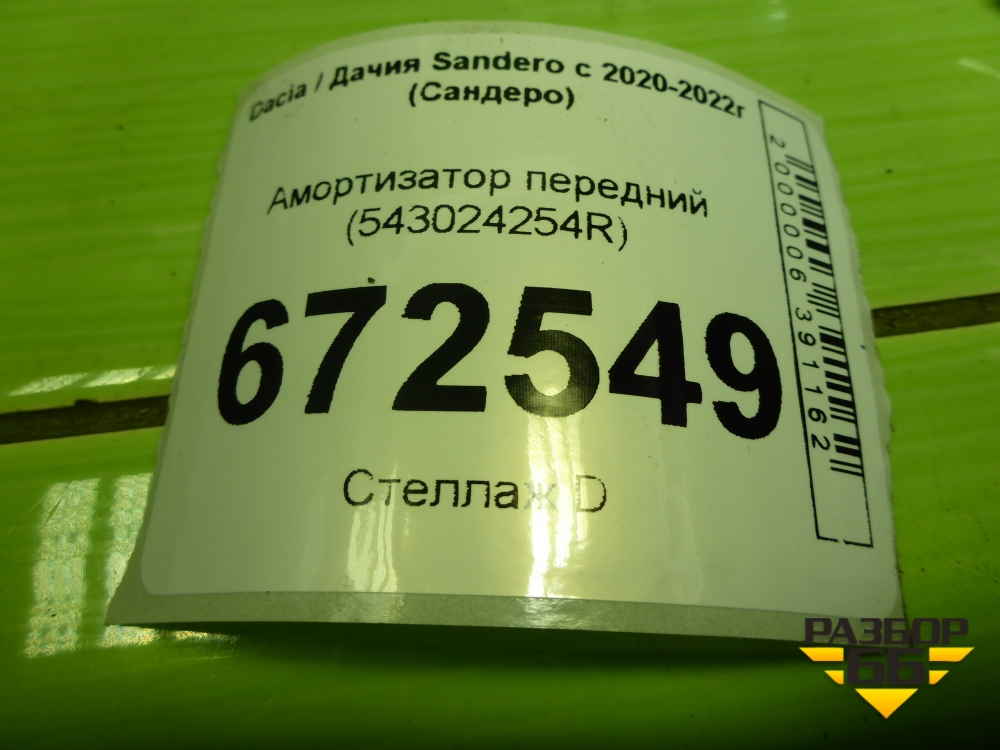 Dacia / Дачия Sandero с 2020-2022г
(Сандеро)
Амортизатор передний
(543024254R)
672549
Стеллаж D
2000006391162
РАЗБОР
66